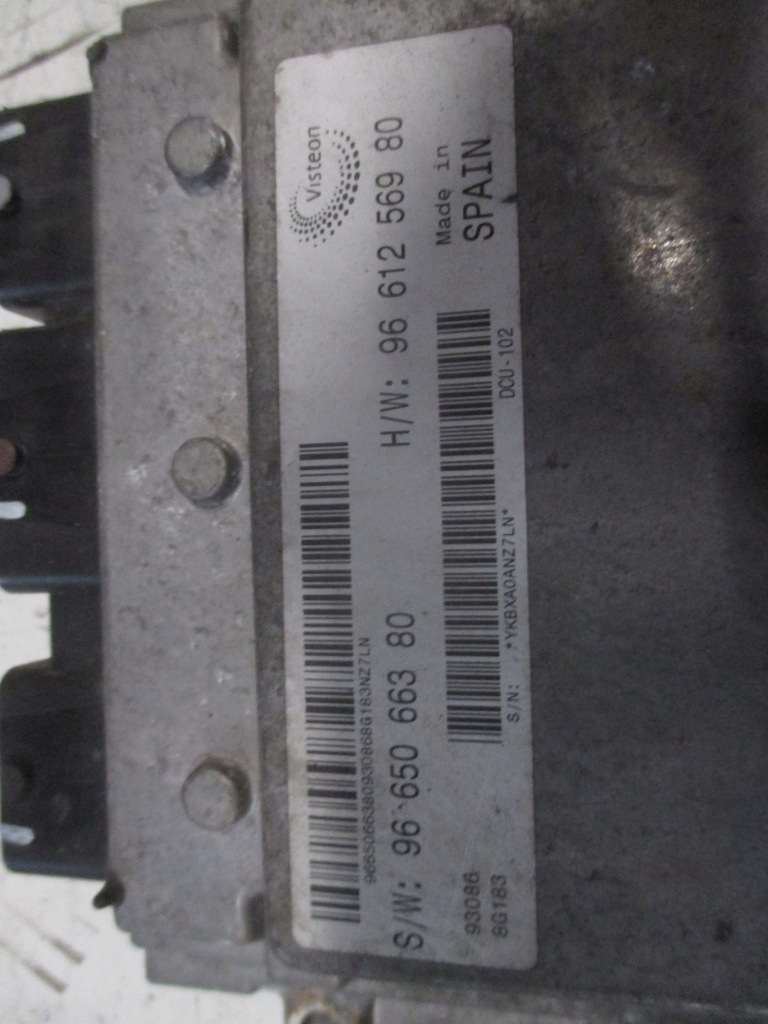 Visteon
9665066380930868G183NZ7LN
S/W: 96 650 663 80
H/W: 96 612 569 80
Made in
SPAIN
93086
8G183
S/N: *YKBXA0ANZ7LN*
DCU-102